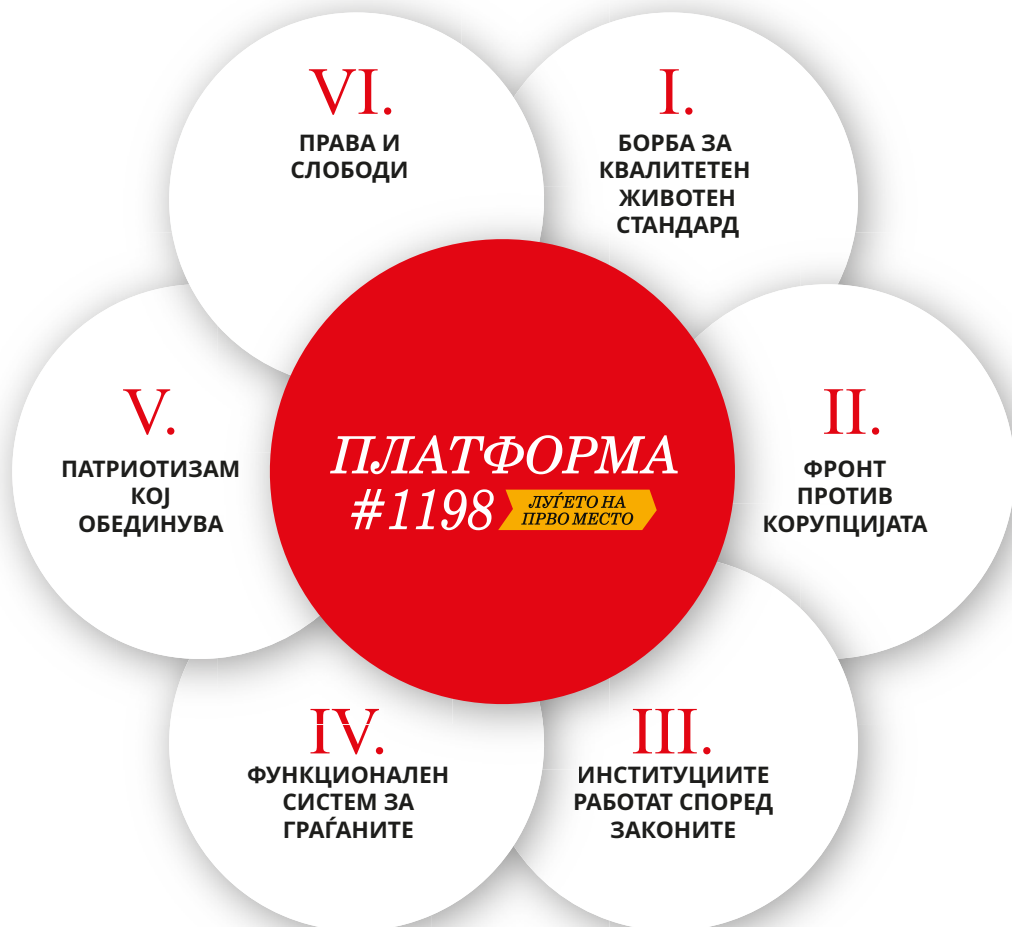 VI.
ПРАВА И
СЛОБОДИ
I.
БОРБА ЗА
КВАЛИТЕТЕН
ЖИВОТЕН
СТАНДАРД
V.
ПАТРИОТИЗАМ
КОЈ
ОБЕДИНУВА
ПЛАТФОРМА
#1198
ЛУЃЕТО НА
ПРВО МЕСТО
II.
ФРОНТ
ПРОТИВ
КОРУПЦИЈАТА
IV.
ФУНКЦИОНАЛЕН
СИСТЕМ ЗА
ГРАЃАНИТЕ
III.
ИНСТИТУЦИИТЕ
РАБОТАТ СПОРЕД
ЗАКОНИТЕ